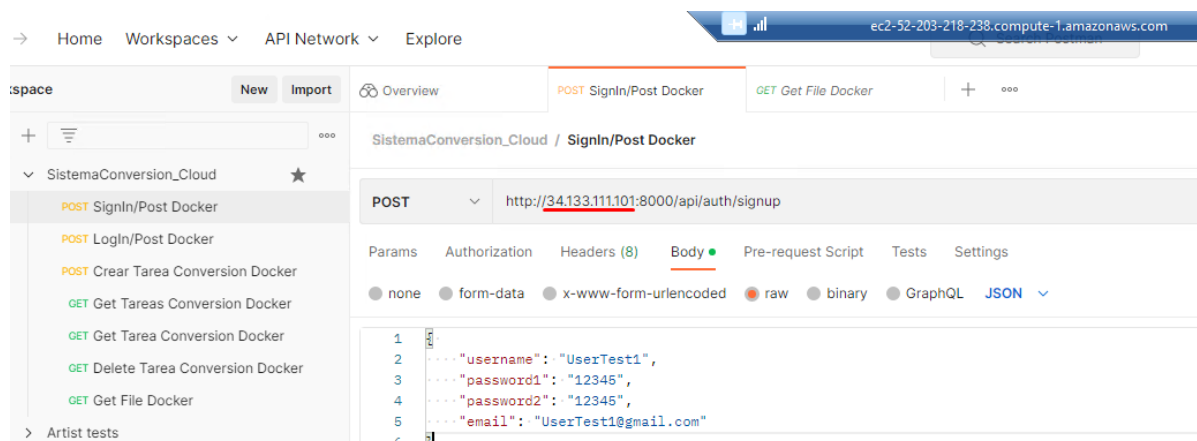 ec2-52-203-218-238.compute-1.amazonaws.com
Home Workspaces API Network Explore Search Postman
New Import Overview POST SignIn/Post Docker GET Get File Docker
SistemaConversion_Cloud / SignIn/Post Docker
SistemaConversion_Cloud
POST SignIn/Post Docker
POST LogIn/Post Docker
POST Crear Tarea Conversion Docker
GET Get Tareas Conversion Docker
GET Get Tarea Conversion Docker
GET Delete Tarea Conversion Docker
GET Get File Docker
Artist tests
POST http://34.133.111.101:8000/api/auth/signup
Params Authorization Headers (8) Body Pre-request Script Tests Settings
none form-data x-www-form-urlencoded raw binary GraphQL JSON
1 {
2 "username": "UserTest1",
3 "password1": "12345",
4 "password2": "12345",
5 "email": "UserTest1@gmail.com"